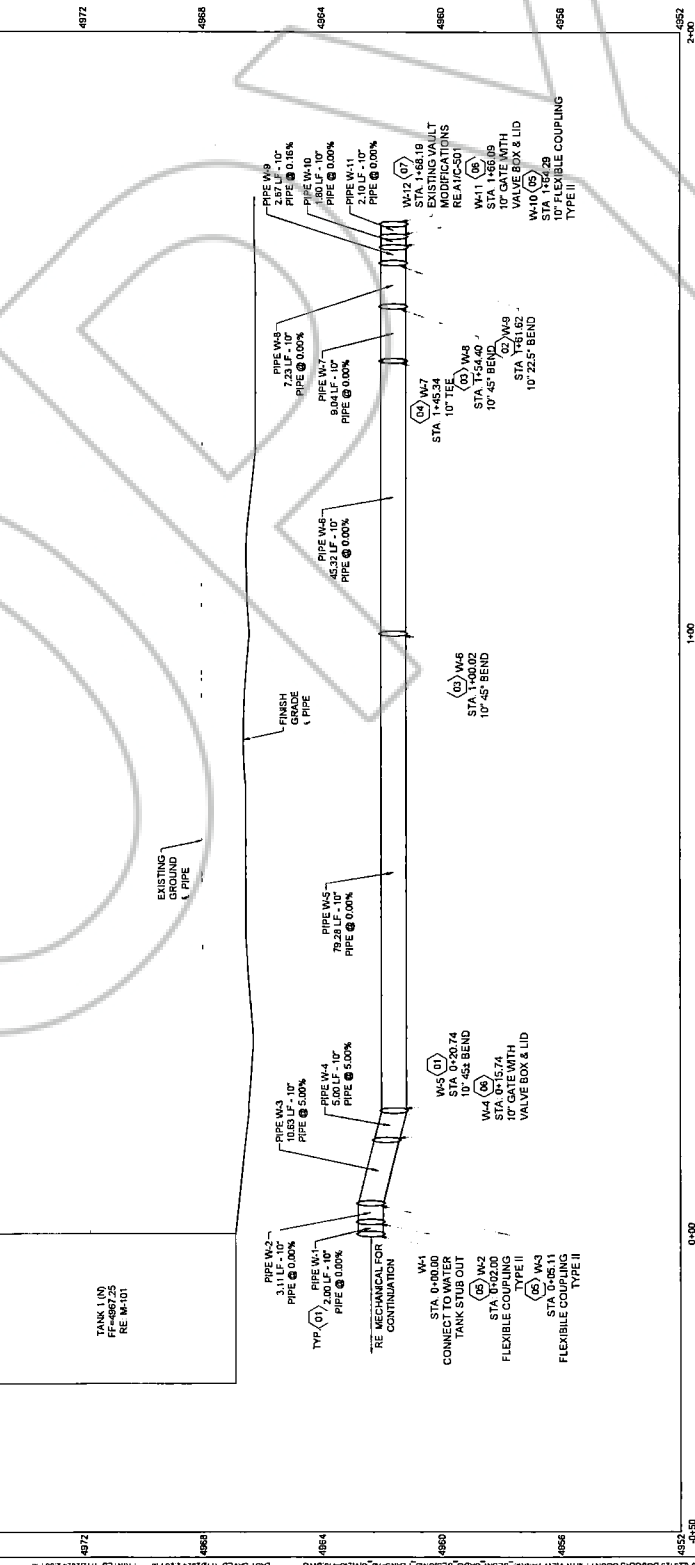 4972
4968
4964
4960
4958
4952
2+00
PIPE W-9
2.67 LF - 10"
PIPE @ 0.16%
PIPE W-10
1.80 LF - 10"
PIPE @ 0.00%
PIPE W-11
2.10 LF - 10"
PIPE @ 0.00%
W-12 07
STA. 1+68.19
EXISTING VAULT
MODIFICATIONS
RE.A1/C-501
W-11 06
STA. 1+66.09
10" GATE WITH
VALVE BOX & LID
W-10 05
STA. 1+64.29
10" FLEXIBLE COUPLING
TYPE II
PIPE W-8
7.23 LF - 10"
PIPE @ 0.00%
PIPE W-7
9.04 LF - 10"
PIPE @ 0.00%
04 W-7
STA. 1+45.34
10" TEE
03 W-8
STA. 1+54.40
10" 45° BEND
02 W-9
STA. 1+61.62
10" 22.5° BEND
PIPE W-6
45.32 LF - 10"
PIPE @ 0.00%
1+00
03 W-6
STA. 1+00.02
10" 45° BEND
FINISH
GRADE
PIPE
EXISTING
GROUND
PIPE
PIPE W-5
79.28 LF - 10"
PIPE @ 0.00%
PIPE W-3
10.63 LF - 10"
PIPE @ 5.00%
PIPE W-4
5.00 LF - 10"
PIPE @ 5.00%
W-5 01
STA. 0+20.74
10" 45± BEND
W-4 06
STA. 0+15.74
10" GATE WITH
VALVE BOX & LID
0+00
TANK 1 (N)
FF=4967.25
RE M-101
PIPE W-2
3.11 LF - 10"
PIPE @ 0.00%
TYP. 01
PIPE W-1
2.00 LF - 10"
PIPE @ 0.00%
RE MECHANICAL FOR
CONTINUATION
W-1
STA. 0+00.00
CONNECT TO WATER
TANK STUB OUT
05 W-2
STA. 0+02.00
FLEXIBLE COUPLING
TYPE II
05 W-3
STA 0+05.11
FLEXIBILE COUPLING
TYPE II
4972
4968
4964
4960
4956
4952
-0+50